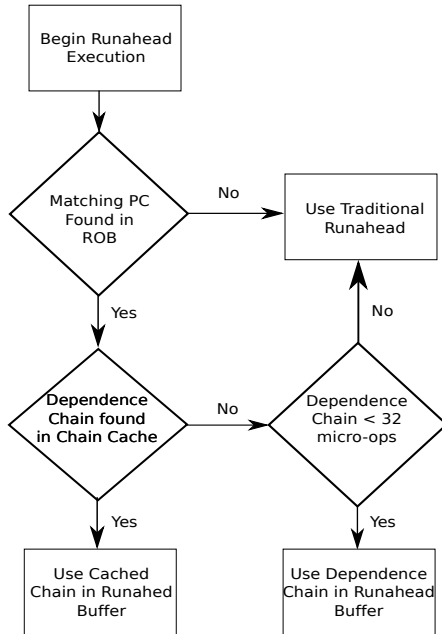 Begin Runahead
Execution
Matching PC
Found in
ROB
No
Use Traditional
Runahead
Yes
No
Dependence
Chain found
in Chain Cache
No
Dependence
Chain < 32
micro-ops
Yes
Yes
Use Cached
Chain in Runahed
Buffer
Use Dependence
Chain in Runahead
Buffer